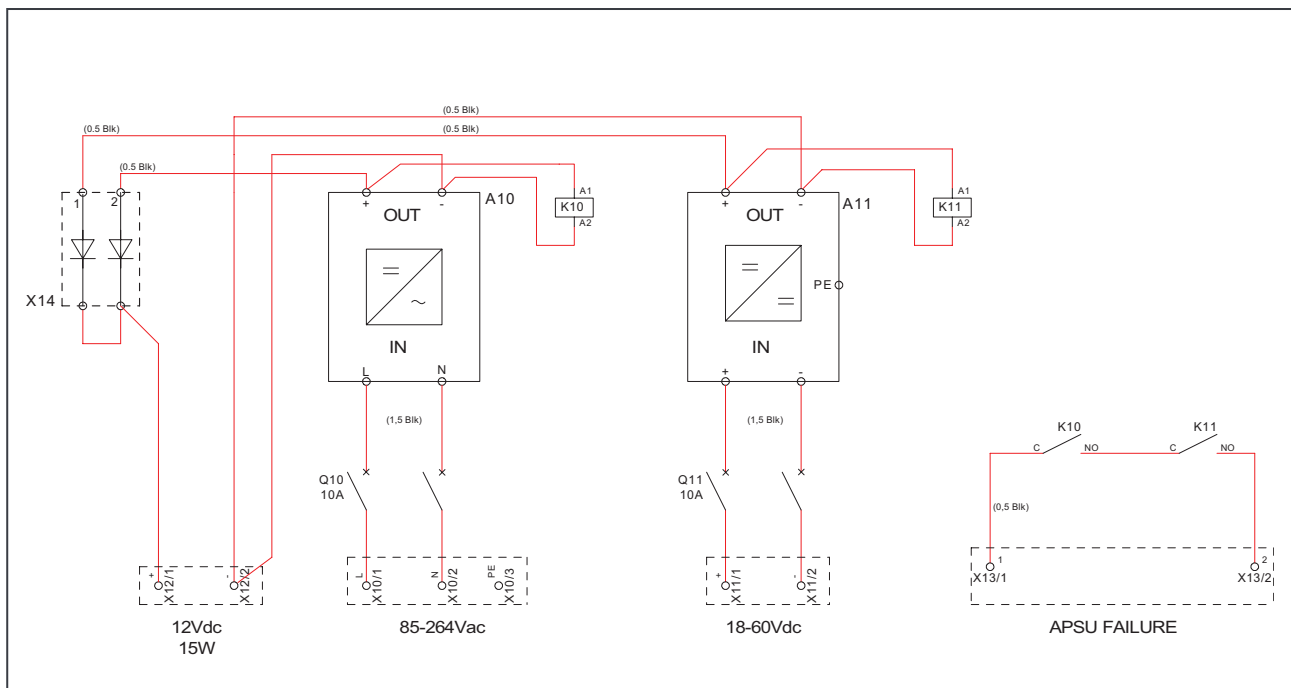 (0.5 Blk)
(0.5 Blk) (0.5 Blk)
(0.5 Blk)
1 2
X14
+ - A10
OUT
IN
L N
A1
K10
A2
+ - A11
OUT
PE
IN
+ -
A1
K11
A2
(1,5 Blk)
(1,5 Blk)
Q10
10A
Q11
10A
K10 K11
C NO C NO
(0,5 Blk)
+ X12/1
- X12/2
L X10/1
N X10/2
PE X10/3
+ X11/1
- X11/2
1 2
X13/1 X13/2
12Vdc
15W
85-264Vac
18-60Vdc
APSU FAILURE